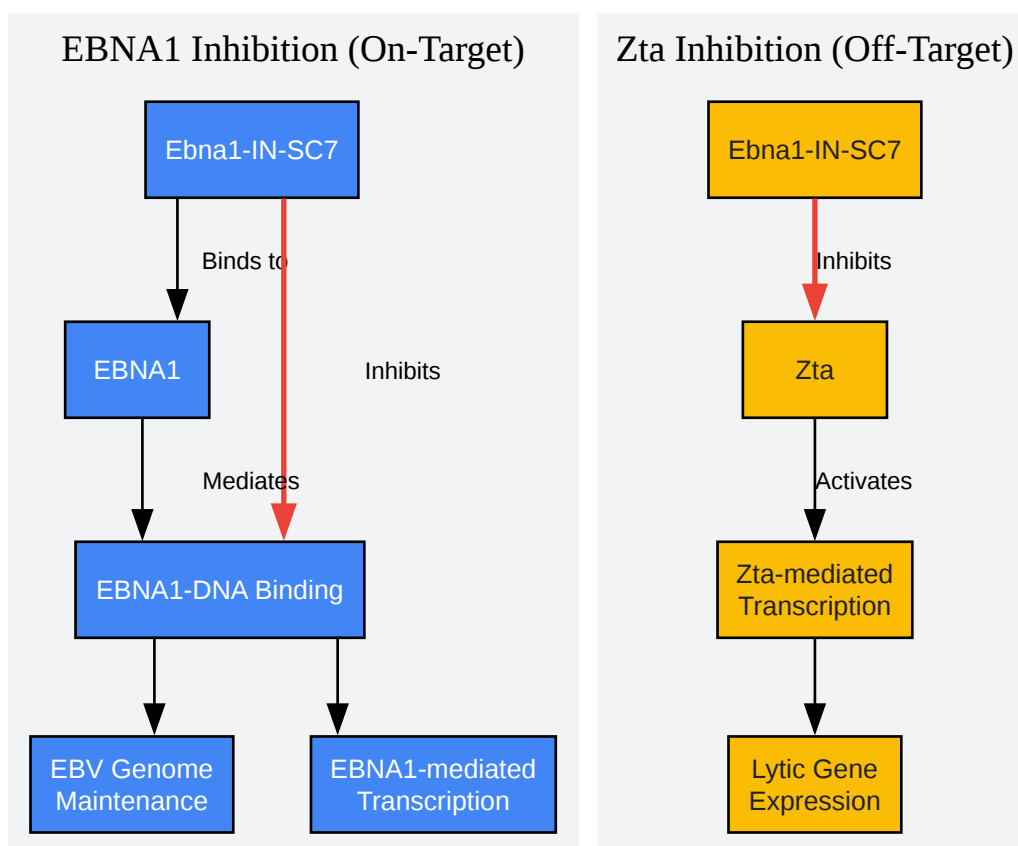 EBNA1 Inhibition (On-Target)
Ebna1-IN-SC7
Binds to
EBNA1
Inhibits
Mediates
EBNA1-DNA Binding
EBV Genome
Maintenance
EBNA1-mediated
Transcription
Zta Inhibition (Off-Target)
Ebna1-IN-SC7
Inhibits
Zta
Activates
Zta-mediated
Transcription
Lytic Gene
Expression